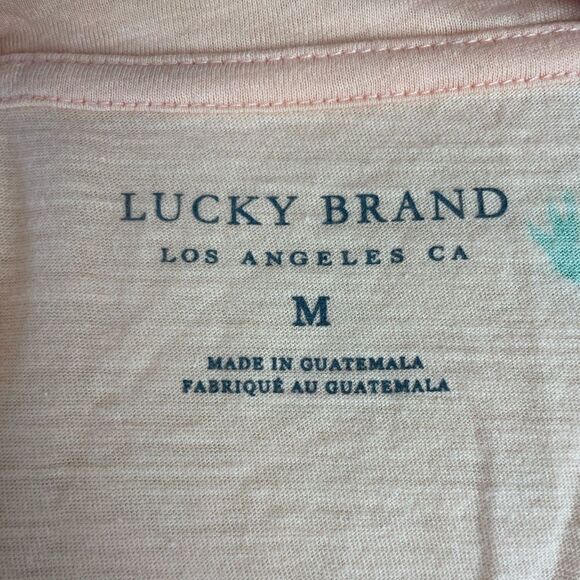 LUCKY BRAND
LOS ANGELES CA
M
MADE IN GUATEMALA
FABRIQUÉ AU GUATEMALA